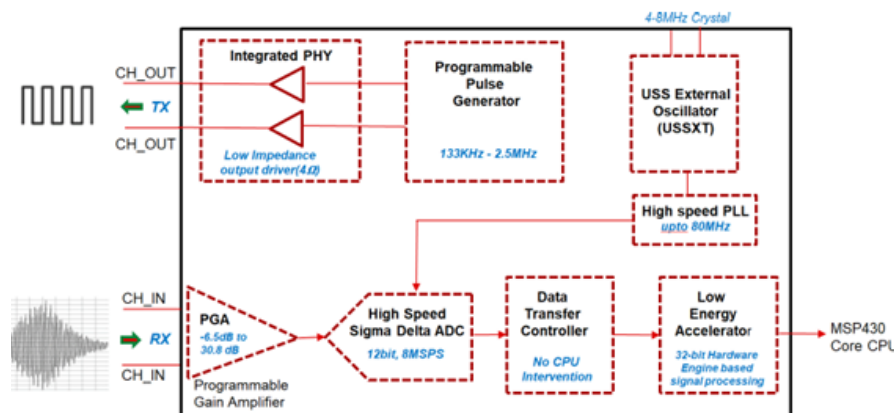 4-8MHz Crystal
Integrated PHY
CH_OUT
TX
CH_OUT
Low Impedance
output driver(4Ω)
Programmable
Pulse
Generator
133KHz - 2.5MHz
USS External
Oscillator
(USSXT)
High speed PLL
upto 80MHz
CH_IN
RX
CH_IN
PGA
-6.5dB to
30.8 dB
Programmable
Gain Amplifier
High Speed
Sigma Delta ADC
12bit, 8MSPS
Data
Transfer
Controller
No CPU
Intervention
Low
Energy
Accelerator
32-bit Hardware
Engine based
signal processing
MSP430
Core CPU